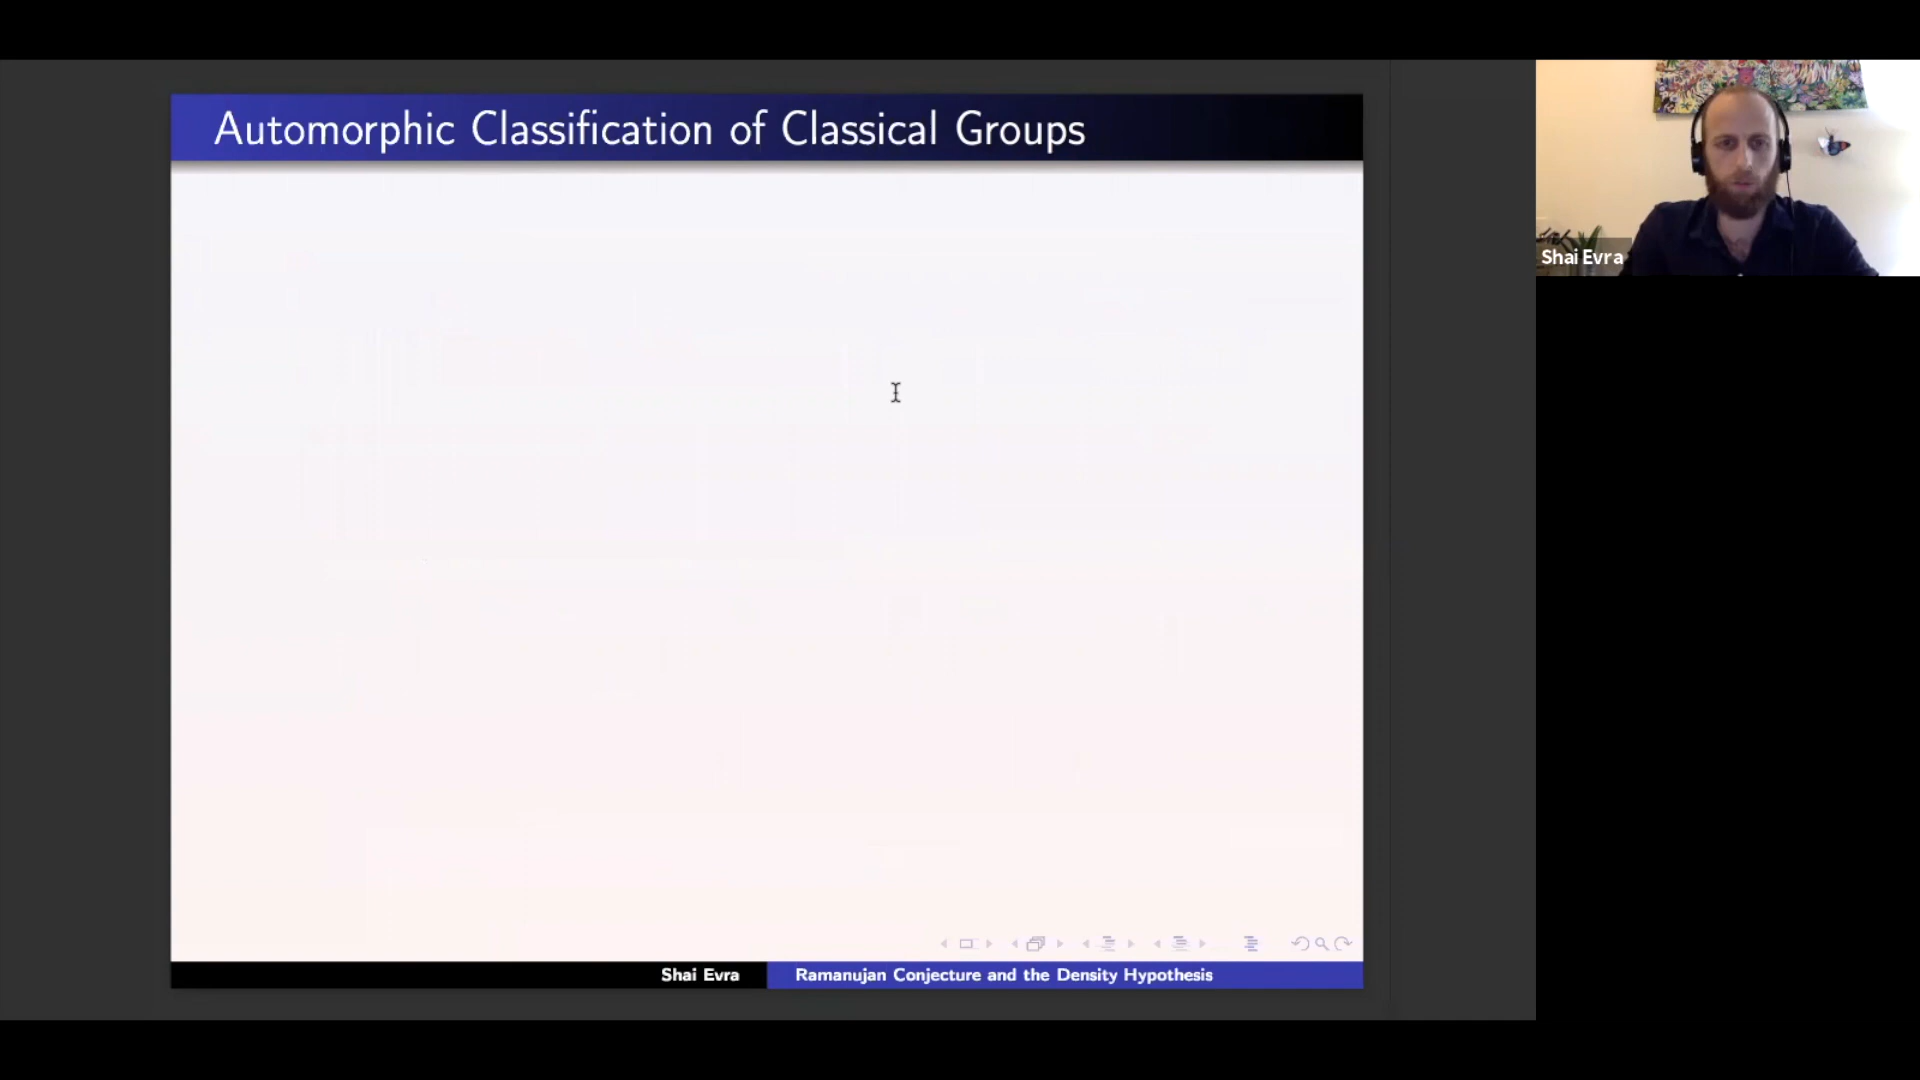 Automorphic Classification of Classical Groups
Shai Evra
Shai Evra
Ramanujan Conjecture and the Density Hypothesis